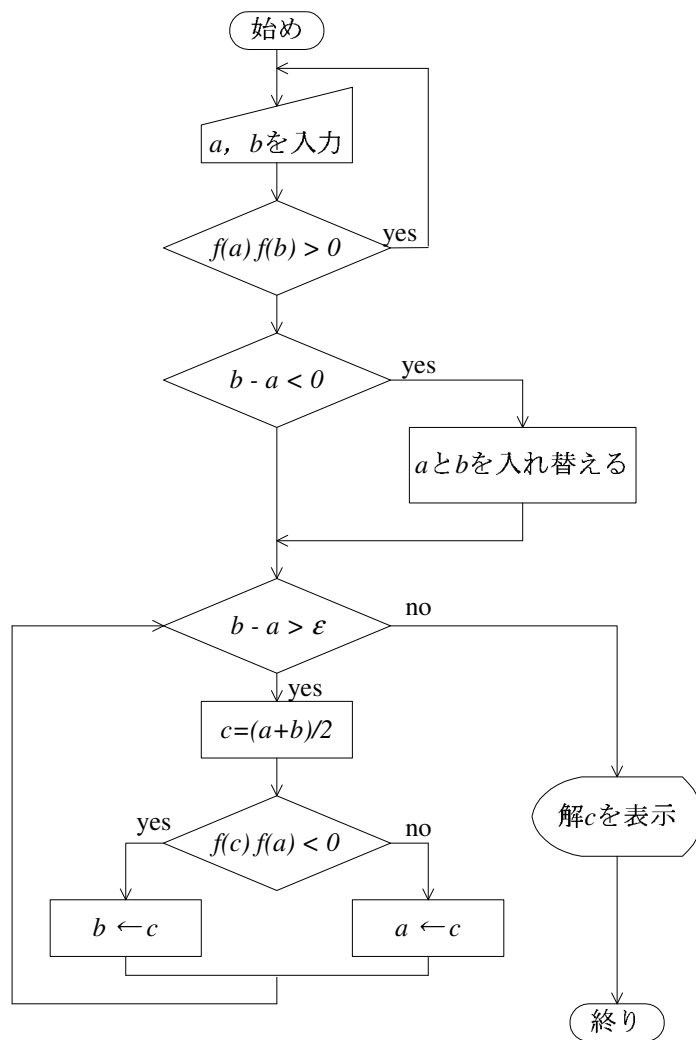 始め
a, bを入力
f(a) f(b) > 0
yes
b - a < 0
yes
aとbを入れ替える
b - a > ε
no
yes
c=(a+b)/2
解cを表示
yes
f(c) f(a) < 0
no
b ←c
a ←c
終り